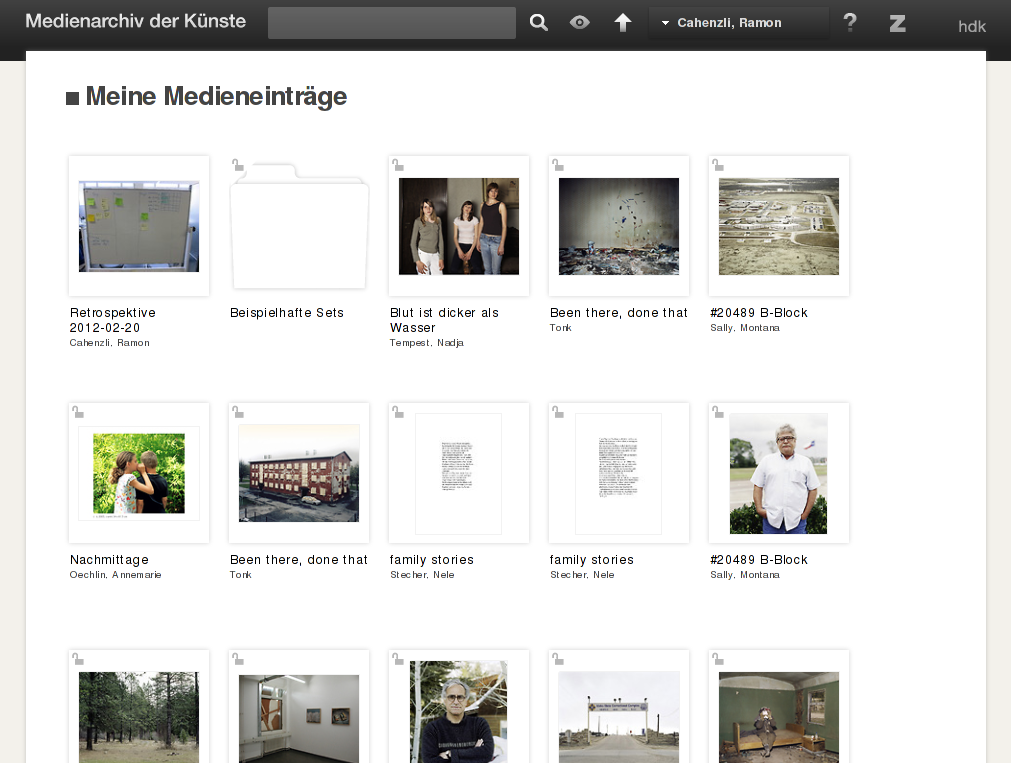 Medienarchiv der Künste
Cahenzli, Ramon
?
Z
hdk
Meine Medieneinträge
Retrospektive
2012-02-20
Cahenzli, Ramon
Beispielhafte Sets
Blut ist dicker als
Wasser
Tempest, Nadja
Been there, done that
Tonk
#20489 B-Block
Sally, Montana
Nachmittage
Oechlin, Annemarie
Been there, done that
Tonk
family stories
Stecher, Nele
family stories
Stecher, Nele
#20489 B-Block
Sally, Montana